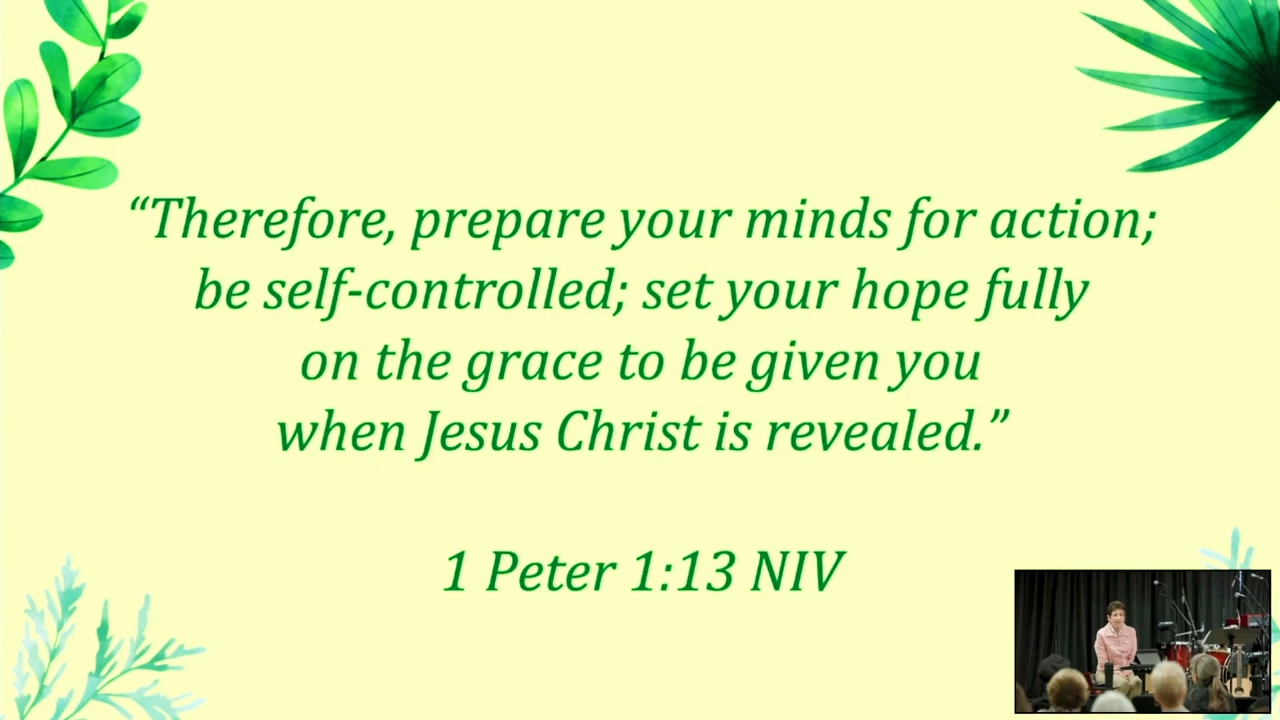 “Therefore, prepare your minds for action;
be self-controlled; set your hope fully
on the grace to be given you
when Jesus Christ is revealed.”
1 Peter 1:13 NIV